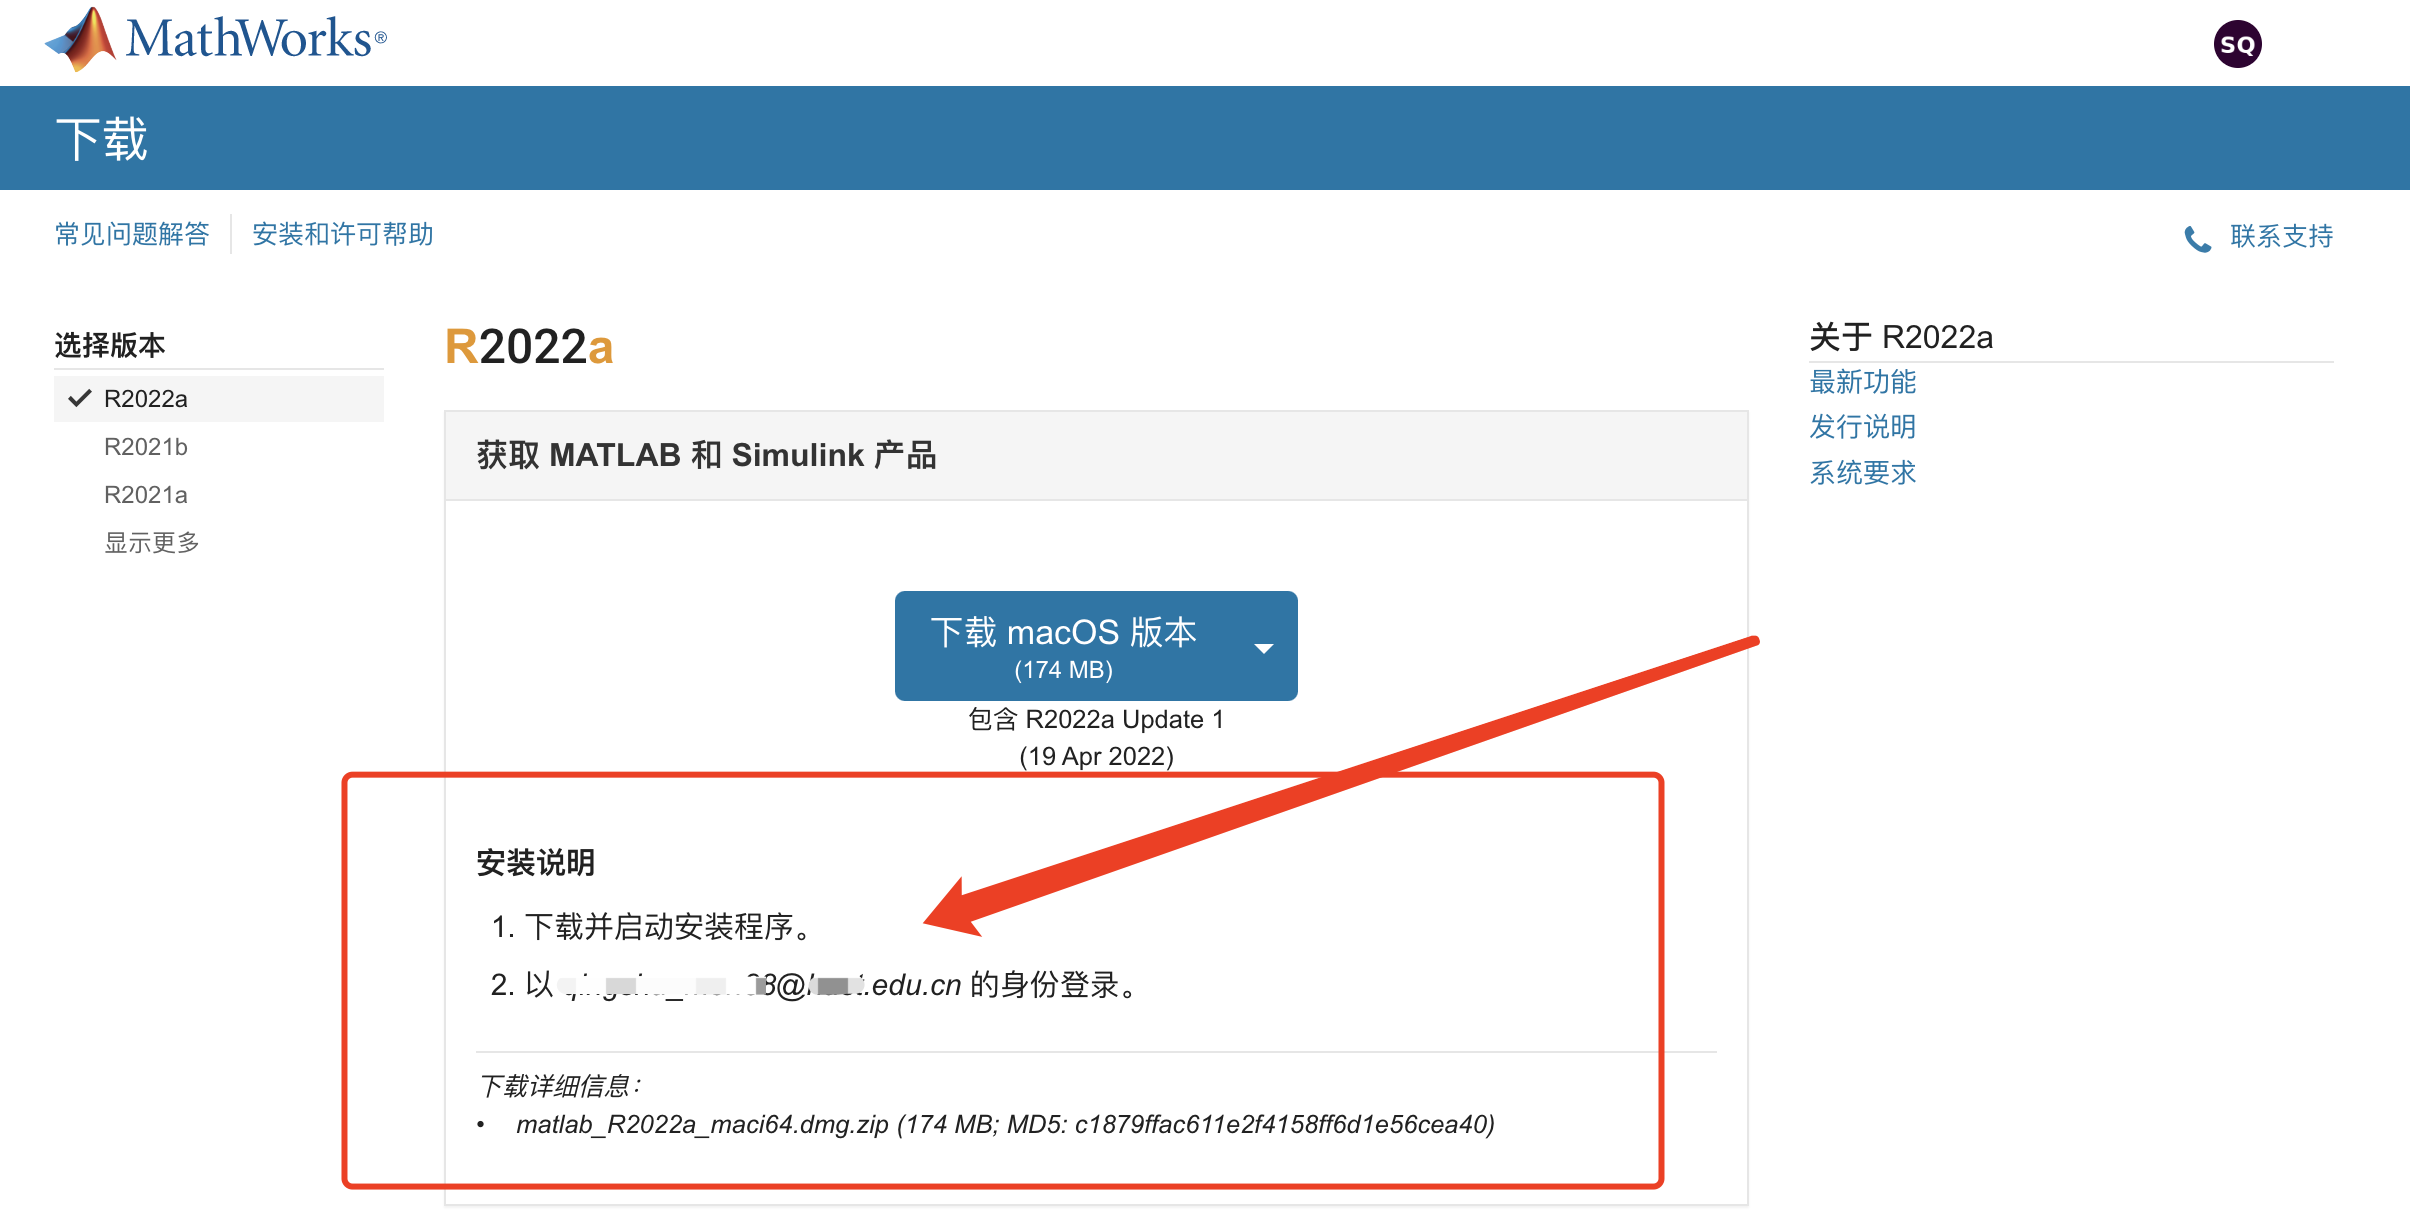 MathWorks®
SQ
下载
常见问题解答
安装和许可帮助
联系支持
选择版本
R2022a
R2021b
R2021a
显示更多
R2022a
获取 MATLAB 和 Simulink 产品
下载 macOS 版本
(174 MB)
包含 R2022a Update 1
(19 Apr 2022)
安装说明
1. 下载并启动安装程序。
2. 以 .edu.cn 的身份登录。
下载详细信息：
• matlab_R2022a_maci64.dmg.zip (174 MB; MD5: c1879ffac611e2f4158ff6d1e56cea40)
关于 R2022a
最新功能
发行说明
系统要求